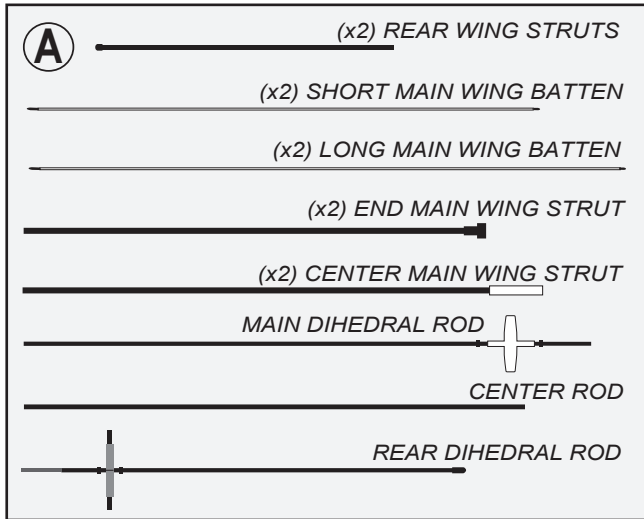 A
(x2) REAR WING STRUTS
(x2) SHORT MAIN WING BATTEN
(x2) LONG MAIN WING BATTEN
(x2) END MAIN WING STRUT
(x2) CENTER MAIN WING STRUT
MAIN DIHEDRAL ROD
CENTER ROD
REAR DIHEDRAL ROD